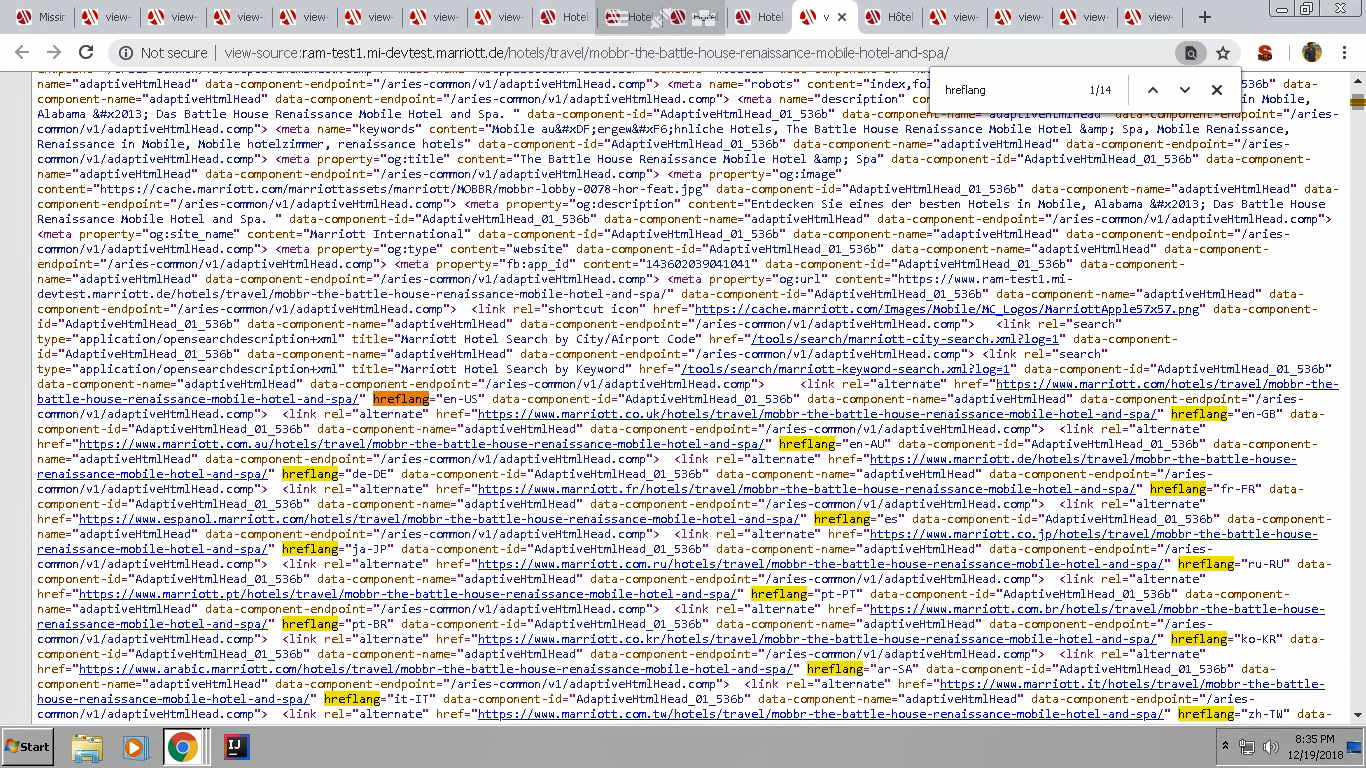 Missir view- view- view- view- view- view- view- Hotel Hotel Hotel Hotel v Hôtel view- view- view- view-
Not secure | view-source:ram-test1.mi-devtest.marriott.de/hotels/travel/mobbr-the-battle-house-renaissance-mobile-hotel-and-spa/
hreflang 1/14
component-endpoint="/aries-common/v1/adaptiveHtmlHead.comp"> <meta name="robots" content="index,fo
endpoint="/aries-common/v1/adaptiveHtmlHead.comp"> <meta name="description" content= in Mobile,
Alabama &#x2013; Das Battle House Renaissance Mobile Hotel and Spa. " data-component-id="AdaptiveHtmlHead_01_536b" data-component-name="adaptiveHtmlHead" data-component-endpoint="/aries-
common/v1/adaptiveHtmlHead.comp"> <meta name="keywords" content="Mobile au&#xDF;ergew&#xF6;hnliche Hotels, The Battle House Renaissance Mobile Hotel &amp; Spa, Mobile Renaissance,
Renaissance in Mobile, Mobile hotelzimmer, renaissance hotels" data-component-id="AdaptiveHtmlHead_01_536b" data-component-name="adaptiveHtmlHead" data-component-endpoint="/aries-
common/v1/adaptiveHtmlHead.comp"> <meta property="og:title" content="The Battle House Renaissance Mobile Hotel &amp; Spa" data-component-id="AdaptiveHtmlHead_01_536b" data-component-
name="adaptiveHtmlHead" data-component-endpoint="/aries-common/v1/adaptiveHtmlHead.comp"> <meta property="og:image"
content="https://cache.marriott.com/marriottassets/marriott/MOBBR/mobbr-lobby-0078-hor-feat.jpg" data-component-id="AdaptiveHtmlHead_01_536b" data-component-name="adaptiveHtmlHead" data-component-
endpoint="/aries-common/v1/adaptiveHtmlHead.comp"> <meta property="og:description" content="Entdecken Sie eines der besten Hotels in Mobile, Alabama &#x2013; Das Battle House
Renaissance Mobile Hotel and Spa. " data-component-id="AdaptiveHtmlHead_01_536b" data-component-name="adaptiveHtmlHead" data-component-endpoint="/aries-common/v1/adaptiveHtmlHead.comp">
<meta property="og:site_name" content="Marriott International" data-component-id="AdaptiveHtmlHead_01_536b" data-component-name="adaptiveHtmlHead" data-component-endpoint="/aries-
common/v1/adaptiveHtmlHead.comp"> <meta property="og:type" content="website" data-component-id="AdaptiveHtmlHead_01_536b" data-component-name="adaptiveHtmlHead" data-component-
endpoint="/aries-common/v1/adaptiveHtmlHead.comp"> <meta property="fb:app_id" content="143602039041041" data-component-id="AdaptiveHtmlHead_01_536b" data-component-
name="adaptiveHtmlHead" data-component-endpoint="/aries-common/v1/adaptiveHtmlHead.comp"> <meta property="og:url" content="https://www.ram-test1.mi-
devtest.marriott.de/hotels/travel/mobbr-the-battle-house-renaissance-mobile-hotel-and-spa/" data-component-id="AdaptiveHtmlHead_01_536b" data-component-name="adaptiveHtmlHead" data-component-
endpoint="/aries-common/v1/adaptiveHtmlHead.comp"> <link rel="shortcut icon" href="https://cache.marriott.com/Images/Mobile/MC_Logos/MarriottApple57x57.png" data-component-
id="AdaptiveHtmlHead_01_536b" data-component-name="adaptiveHtmlHead" data-component-endpoint="/aries-common/v1/adaptiveHtmlHead.comp"> <link rel="search"
type="application/opensearchdescription+xml" title="Marriott Hotel Search by City/Airport Code" href="/tools/search/marriott-city-search.xml?log=1" data-component-
id="AdaptiveHtmlHead_01_536b" data-component-name="adaptiveHtmlHead" data-component-endpoint="/aries-common/v1/adaptiveHtmlHead.comp"> <link rel="search"
type="application/opensearchdescription+xml" title="Marriott Hotel Search by Keyword" href="/tools/search/marriott-keyword-search.xml?log=1" data-component-id="AdaptiveHtmlHead_01_536b"
data-component-name="adaptiveHtmlHead" data-component-endpoint="/aries-common/v1/adaptiveHtmlHead.comp"> <link rel="alternate" href="https://www.marriott.com/hotels/travel/mobbr-the-
battle-house-renaissance-mobile-hotel-and-spa/" hreflang="en-US" data-component-id="AdaptiveHtmlHead_01_536b" data-component-name="adaptiveHtmlHead" data-component-endpoint="/aries-
common/v1/adaptiveHtmlHead.comp"> <link rel="alternate" href="https://www.marriott.co.uk/hotels/travel/mobbr-the-battle-house-renaissance-mobile-hotel-and-spa/" hreflang="en-GB" data-
component-id="AdaptiveHtmlHead_01_536b" data-component-name="adaptiveHtmlHead" data-component-endpoint="/aries-common/v1/adaptiveHtmlHead.comp"> <link rel="alternate"
href="https://www.marriott.com.au/hotels/travel/mobbr-the-battle-house-renaissance-mobile-hotel-and-spa/" hreflang="en-AU" data-component-id="AdaptiveHtmlHead_01_536b" data-component-
name="adaptiveHtmlHead" data-component-endpoint="/aries-common/v1/adaptiveHtmlHead.comp"> <link rel="alternate" href="https://www.marriott.de/hotels/travel/mobbr-the-battle-house-
renaissance-mobile-hotel-and-spa/" hreflang="de-DE" data-component-id="AdaptiveHtmlHead_01_536b" data-component-name="adaptiveHtmlHead" data-component-endpoint="/aries-
common/v1/adaptiveHtmlHead.comp"> <link rel="alternate" href="https://www.marriott.fr/hotels/travel/mobbr-the-battle-house-renaissance-mobile-hotel-and-spa/" hreflang="fr-FR" data-
component-id="AdaptiveHtmlHead_01_536b" data-component-name="adaptiveHtmlHead" data-component-endpoint="/aries-common/v1/adaptiveHtmlHead.comp"> <link rel="alternate"
href="https://www.espanol.marriott.com/hotels/travel/mobbr-the-battle-house-renaissance-mobile-hotel-and-spa/" hreflang="es" data-component-id="AdaptiveHtmlHead_01_536b" data-component-
name="adaptiveHtmlHead" data-component-endpoint="/aries-common/v1/adaptiveHtmlHead.comp"> <link rel="alternate" href="https://www.marriott.co.jp/hotels/travel/mobbr-the-battle-house-
renaissance-mobile-hotel-and-spa/" hreflang="ja-JP" data-component-id="AdaptiveHtmlHead_01_536b" data-component-name="adaptiveHtmlHead" data-component-endpoint="/aries-
common/v1/adaptiveHtmlHead.comp"> <link rel="alternate" href="https://www.marriott.com.ru/hotels/travel/mobbr-the-battle-house-renaissance-mobile-hotel-and-spa/" hreflang="ru-RU" data-
component-id="AdaptiveHtmlHead_01_536b" data-component-name="adaptiveHtmlHead" data-component-endpoint="/aries-common/v1/adaptiveHtmlHead.comp"> <link rel="alternate"
href="https://www.marriott.pt/hotels/travel/mobbr-the-battle-house-renaissance-mobile-hotel-and-spa/" hreflang="pt-PT" data-component-id="AdaptiveHtmlHead_01_536b" data-component-
name="adaptiveHtmlHead" data-component-endpoint="/aries-common/v1/adaptiveHtmlHead.comp"> <link rel="alternate" href="https://www.marriott.com.br/hotels/travel/mobbr-the-battle-house-
renaissance-mobile-hotel-and-spa/" hreflang="pt-BR" data-component-id="AdaptiveHtmlHead_01_536b" data-component-name="adaptiveHtmlHead" data-component-endpoint="/aries-
common/v1/adaptiveHtmlHead.comp"> <link rel="alternate" href="https://www.marriott.co.kr/hotels/travel/mobbr-the-battle-house-renaissance-mobile-hotel-and-spa/" hreflang="ko-KR" data-
component-id="AdaptiveHtmlHead_01_536b" data-component-name="adaptiveHtmlHead" data-component-endpoint="/aries-common/v1/adaptiveHtmlHead.comp"> <link rel="alternate"
href="https://www.arabic.marriott.com/hotels/travel/mobbr-the-battle-house-renaissance-mobile-hotel-and-spa/" hreflang="ar-SA" data-component-id="AdaptiveHtmlHead_01_536b" data-
component-name="adaptiveHtmlHead" data-component-endpoint="/aries-common/v1/adaptiveHtmlHead.comp"> <link rel="alternate" href="https://www.marriott.it/hotels/travel/mobbr-the-battle-
house-renaissance-mobile-hotel-and-spa/" hreflang="it-IT" data-component-id="AdaptiveHtmlHead_01_536b" data-component-name="adaptiveHtmlHead" data-component-endpoint="/aries-
common/v1/adaptiveHtmlHead.comp"> <link rel="alternate" href="https://www.marriott.com.tw/hotels/travel/mobbr-the-battle-house-renaissance-mobile-hotel-and-spa/" hreflang="zh-TW" data-
Start
8:35 PM
12/19/2018